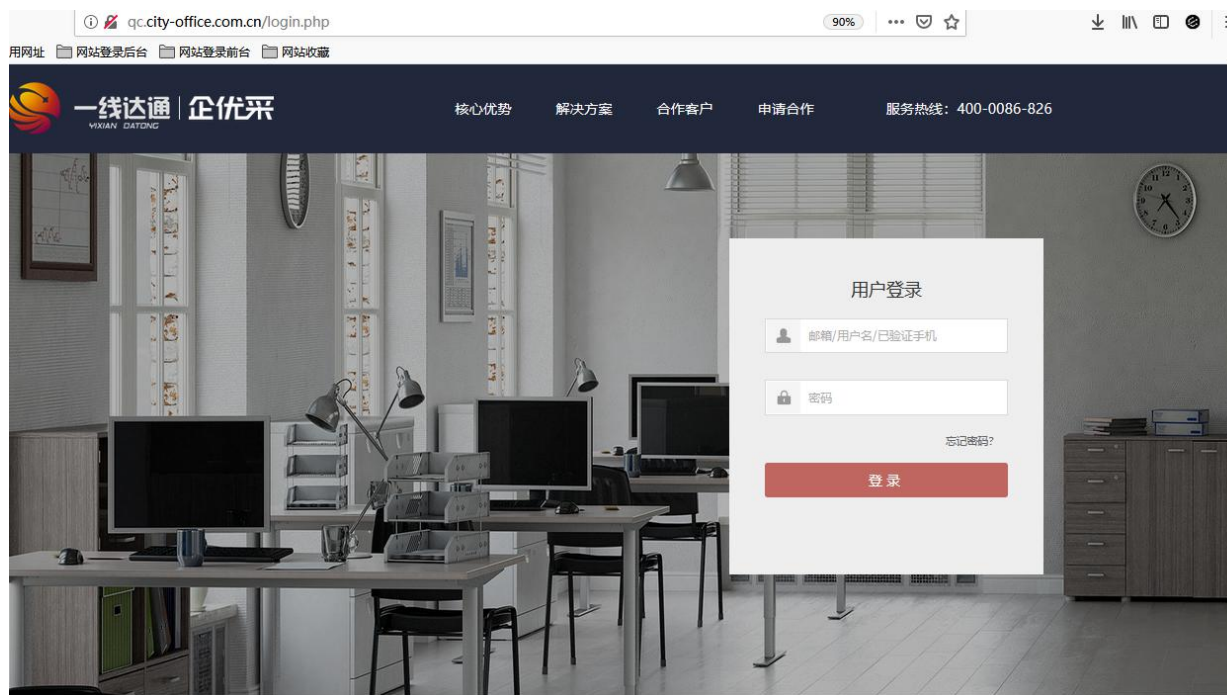 qc.city-office.com.cn/login.php
90%
用网址 网站登录后台 网站登录前台 网站收藏
一线达通 企优采
YIXIAN DATONG
核心优势 解决方案 合作客户 申请合作 服务热线：400-0086-826
用户登录
邮箱/用户名/已验证手机
密码
忘记密码?
登 录